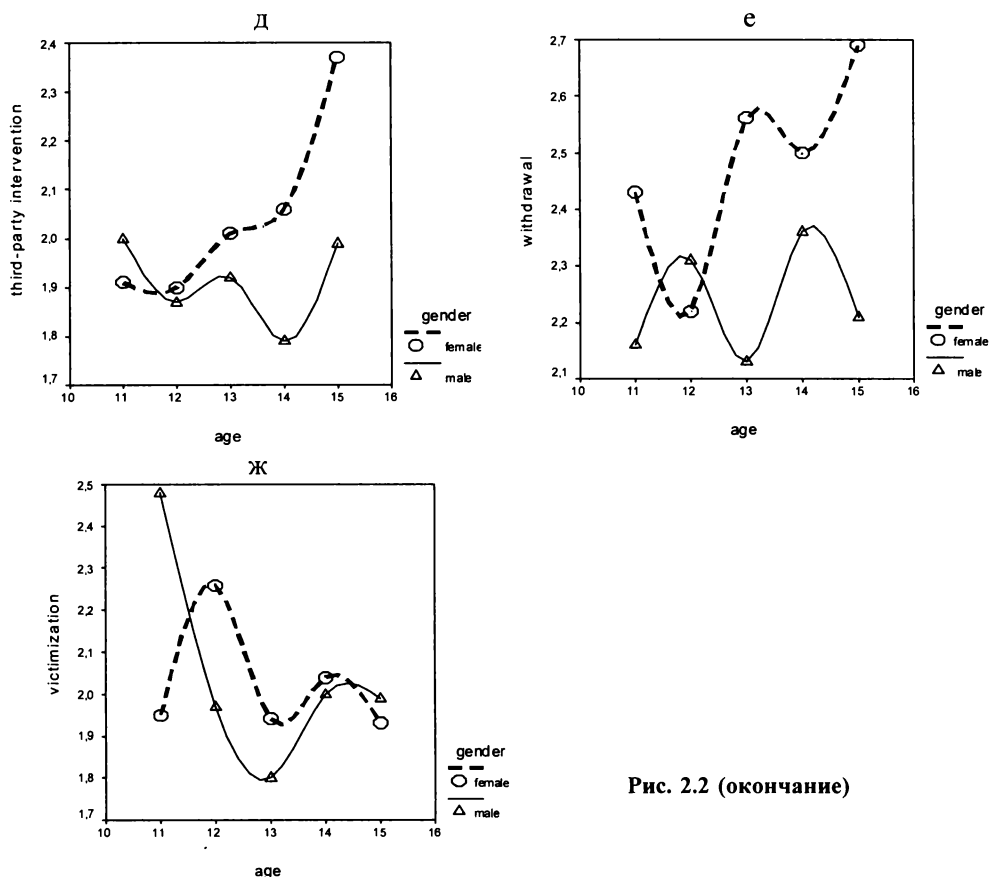 д
third-party intervention
2,4
2,3
2,2
2,1
2,0
1,9
1,8
1,7
10 11 12 13 14 15 16
age
gender
female
male
е
withdrawal
2,7
2,6
2,5
2,4
2,3
2,2
2,1
10 11 12 13 14 15 16
age
gender
female
male
ж
victimization
2,5
2,4
2,3
2,2
2,1
2,0
1,9
1,8
1,7
10 11 12 13 14 15 16
age
gender
female
male
Рис. 2.2 (окончание)